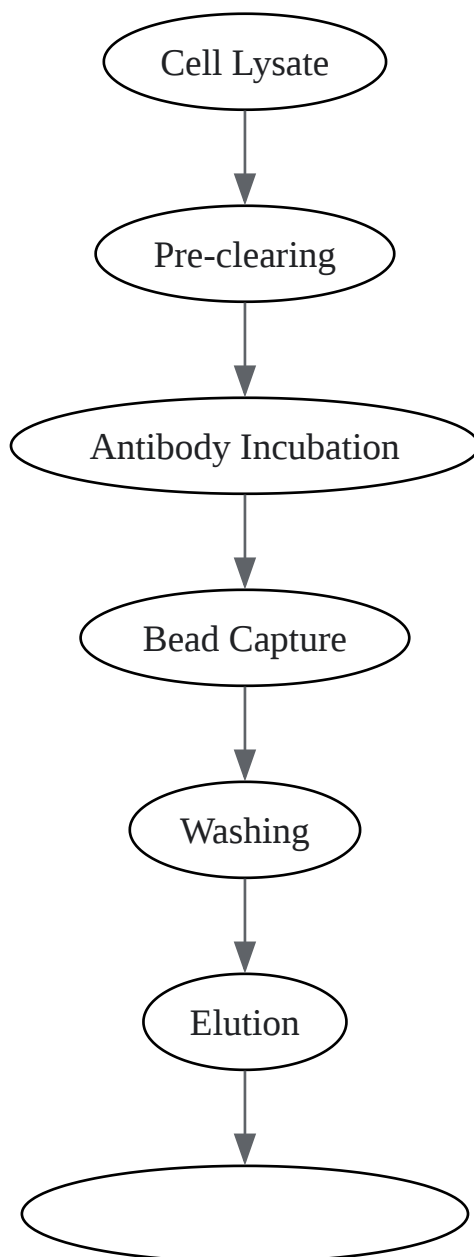 Cell Lysate
Pre-clearing
Antibody Incubation
Bead Capture
Washing
Elution